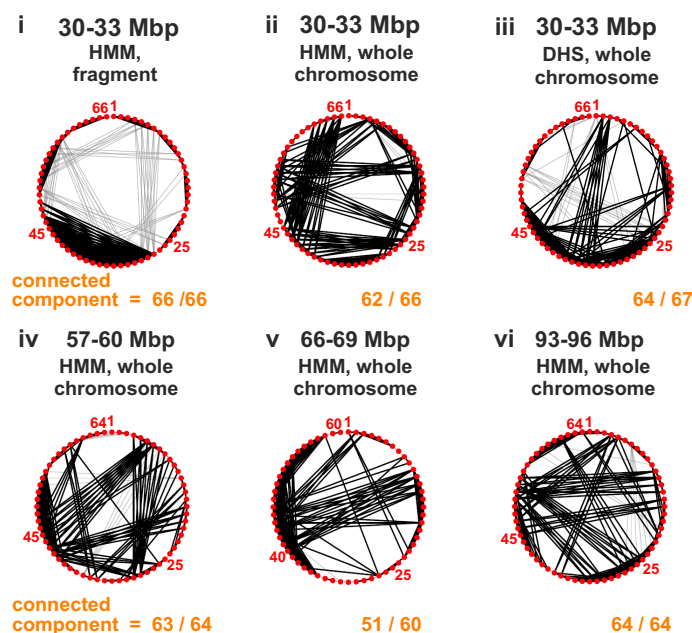 i 30-33 Mbp
HMM,
fragment
66 1
45
25
connected
component = 66 /66
ii 30-33 Mbp
HMM, whole
chromosome
66 1
45
25
62 / 66
iii 30-33 Mbp
DHS, whole
chromosome
66 1
45
25
64 / 67
iv 57-60 Mbp
HMM, whole
chromosome
64 1
45
25
connected
component = 63 / 64
v 66-69 Mbp
HMM, whole
chromosome
60 1
40
25
51 / 60
vi 93-96 Mbp
HMM, whole
chromosome
64 1
45
25
64 / 64